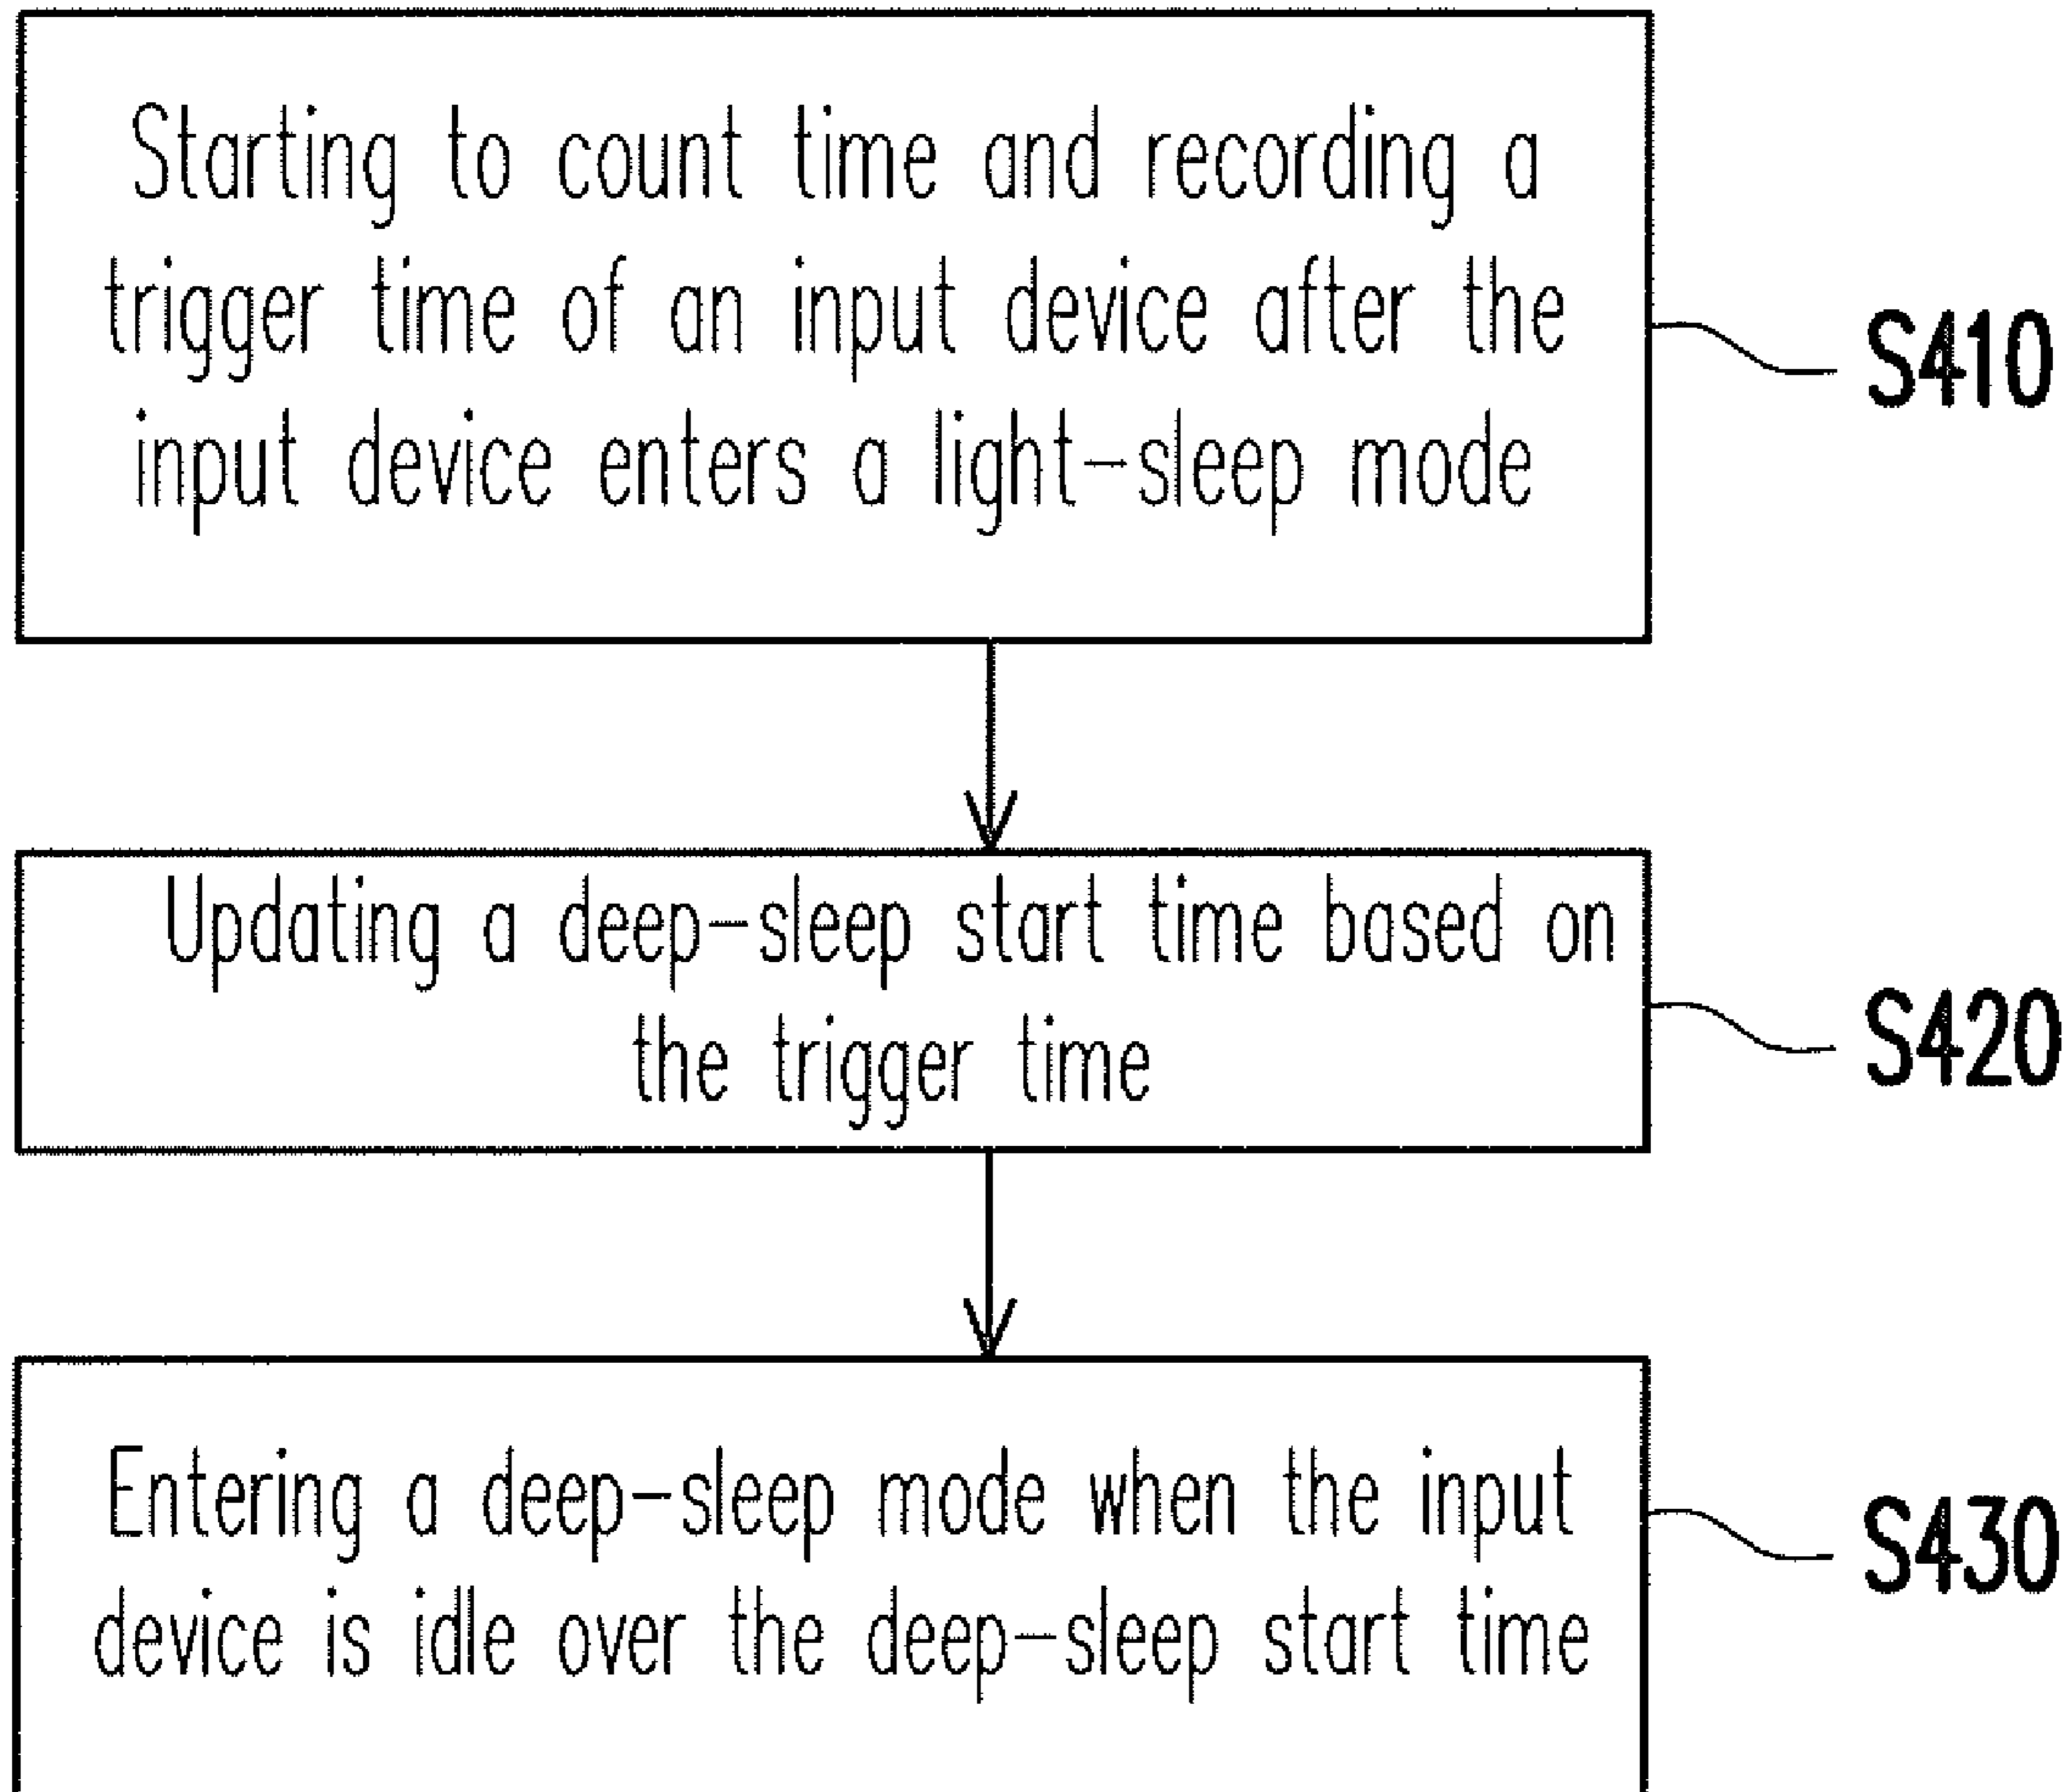 Starting to count time and recording a
trigger time of an input device after the
input device enters a light-sleep mode
S410
Updating a deep-sleep start time based on
the trigger time
S420
Entering a deep-sleep mode when the input
device is idle over the deep-sleep start time
S430